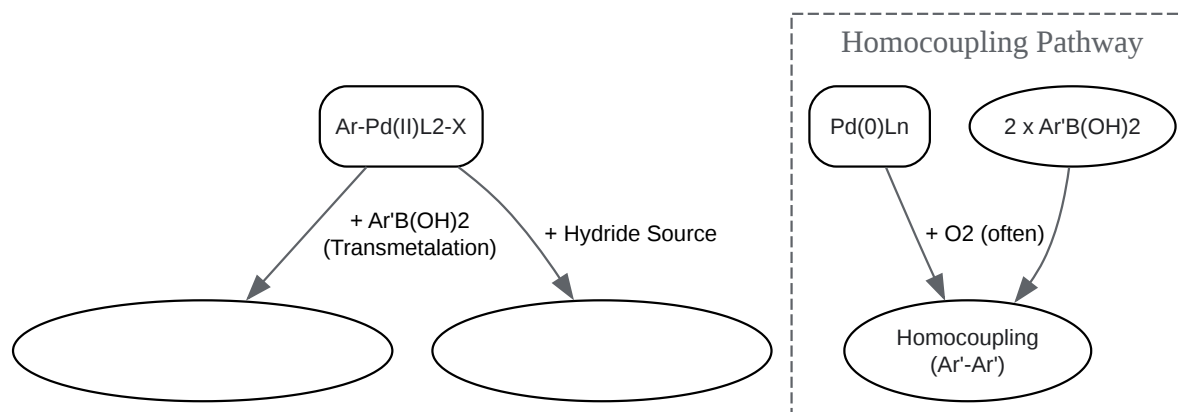 Homocoupling Pathway
Ar-Pd(II)L2-X
Pd(0)Ln
2 x Ar'B(OH)2
+ Ar'B(OH)2
(Transmetalation)
+ Hydride Source
+ O2 (often)
Homocoupling
(Ar'-Ar')